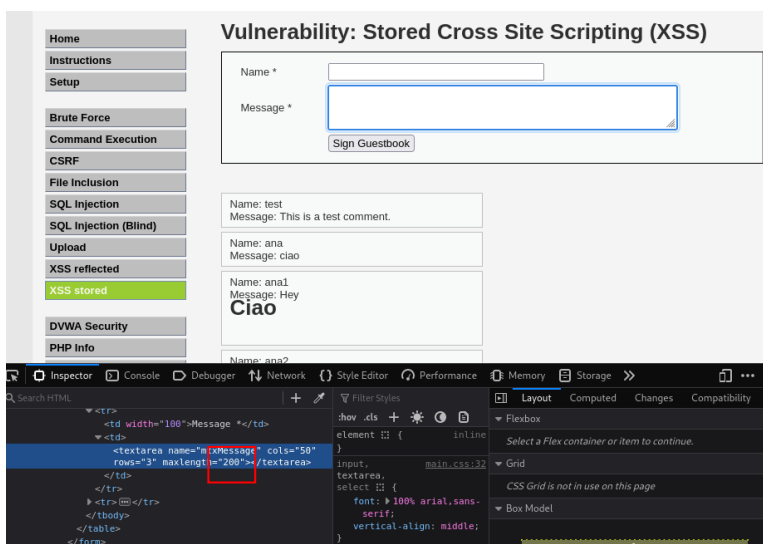 Vulnerability: Stored Cross Site Scripting (XSS)
Home
Instructions
Setup
Brute Force
Command Execution
CSRF
File Inclusion
SQL Injection
SQL Injection (Blind)
Upload
XSS reflected
XSS stored
DVWA Security
PHP Info
Name *
Message *
Sign Guestbook
Name: test
Message: This is a test comment.
Name: ana
Message: ciao
Name: ana1
Message: Hey
Ciao
Name: ana2
Inspector Console Debugger Network {} Style Editor Performance Memory Storage
Search HTML
<tr>
<td width="100">Message *</td>
<td>
<textarea name="mtxMessage" cols="50"
rows="3" maxlength="200"></textarea>
</td>
</tr>
<tr> </tr>
</tbody>
</table>
</form>
Filter Styles
:hov .cls +
element { inline
}
input, main.css:32
textarea,
select {
font: 100% arial,sans-
serif;
vertical-align: middle;
}
Layout Computed Changes Compatibility
Flexbox
Select a Flex container or item to continue.
Grid
CSS Grid is not in use on this page
Box Model